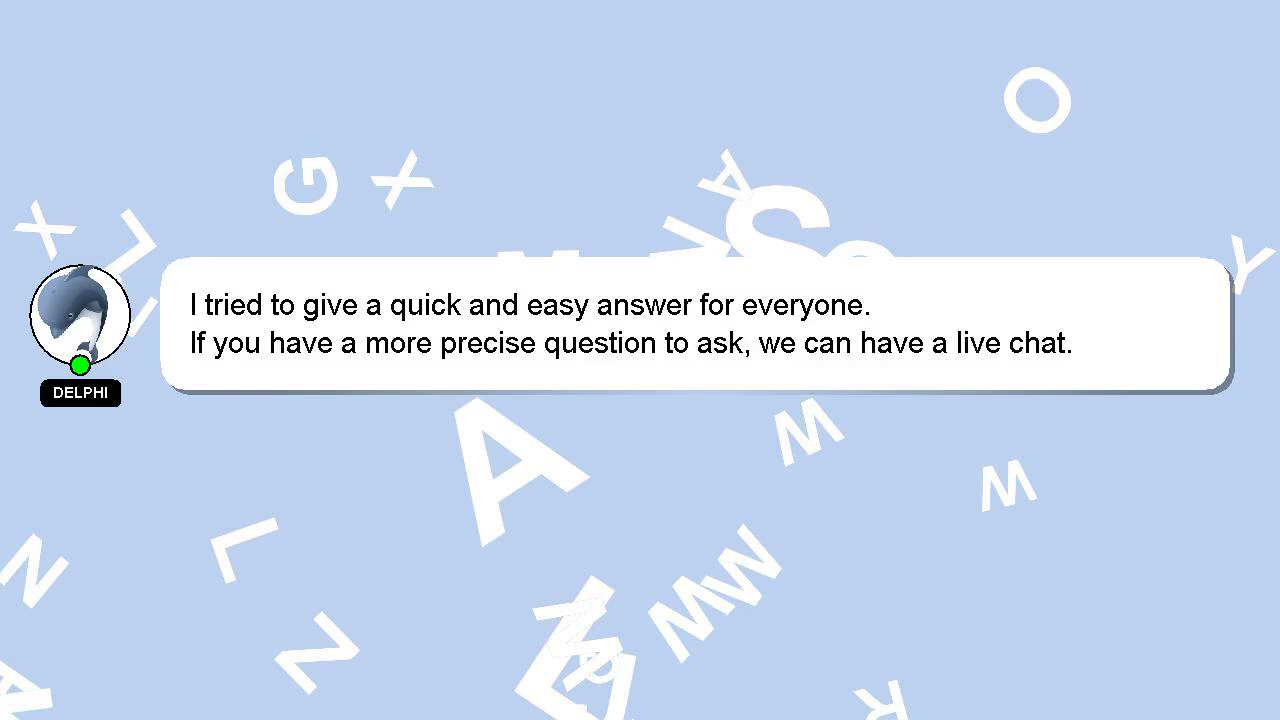 O
G
X
A
S
X
L
Y
I tried to give a quick and easy answer for everyone.
If you have a more precise question to ask, we can have a live chat.
DELPHI
A
W
W
L
N
W
W
Z
R